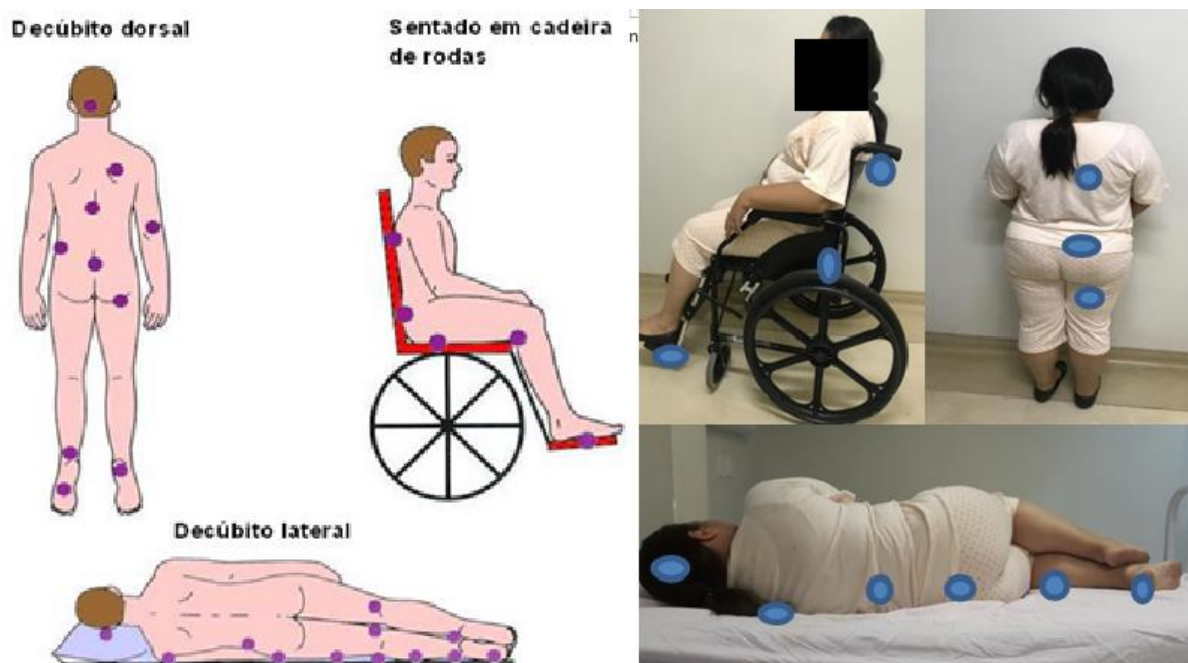 Decúbito dorsal
Sentado em cadeira
de rodas
n
Decúbito lateral